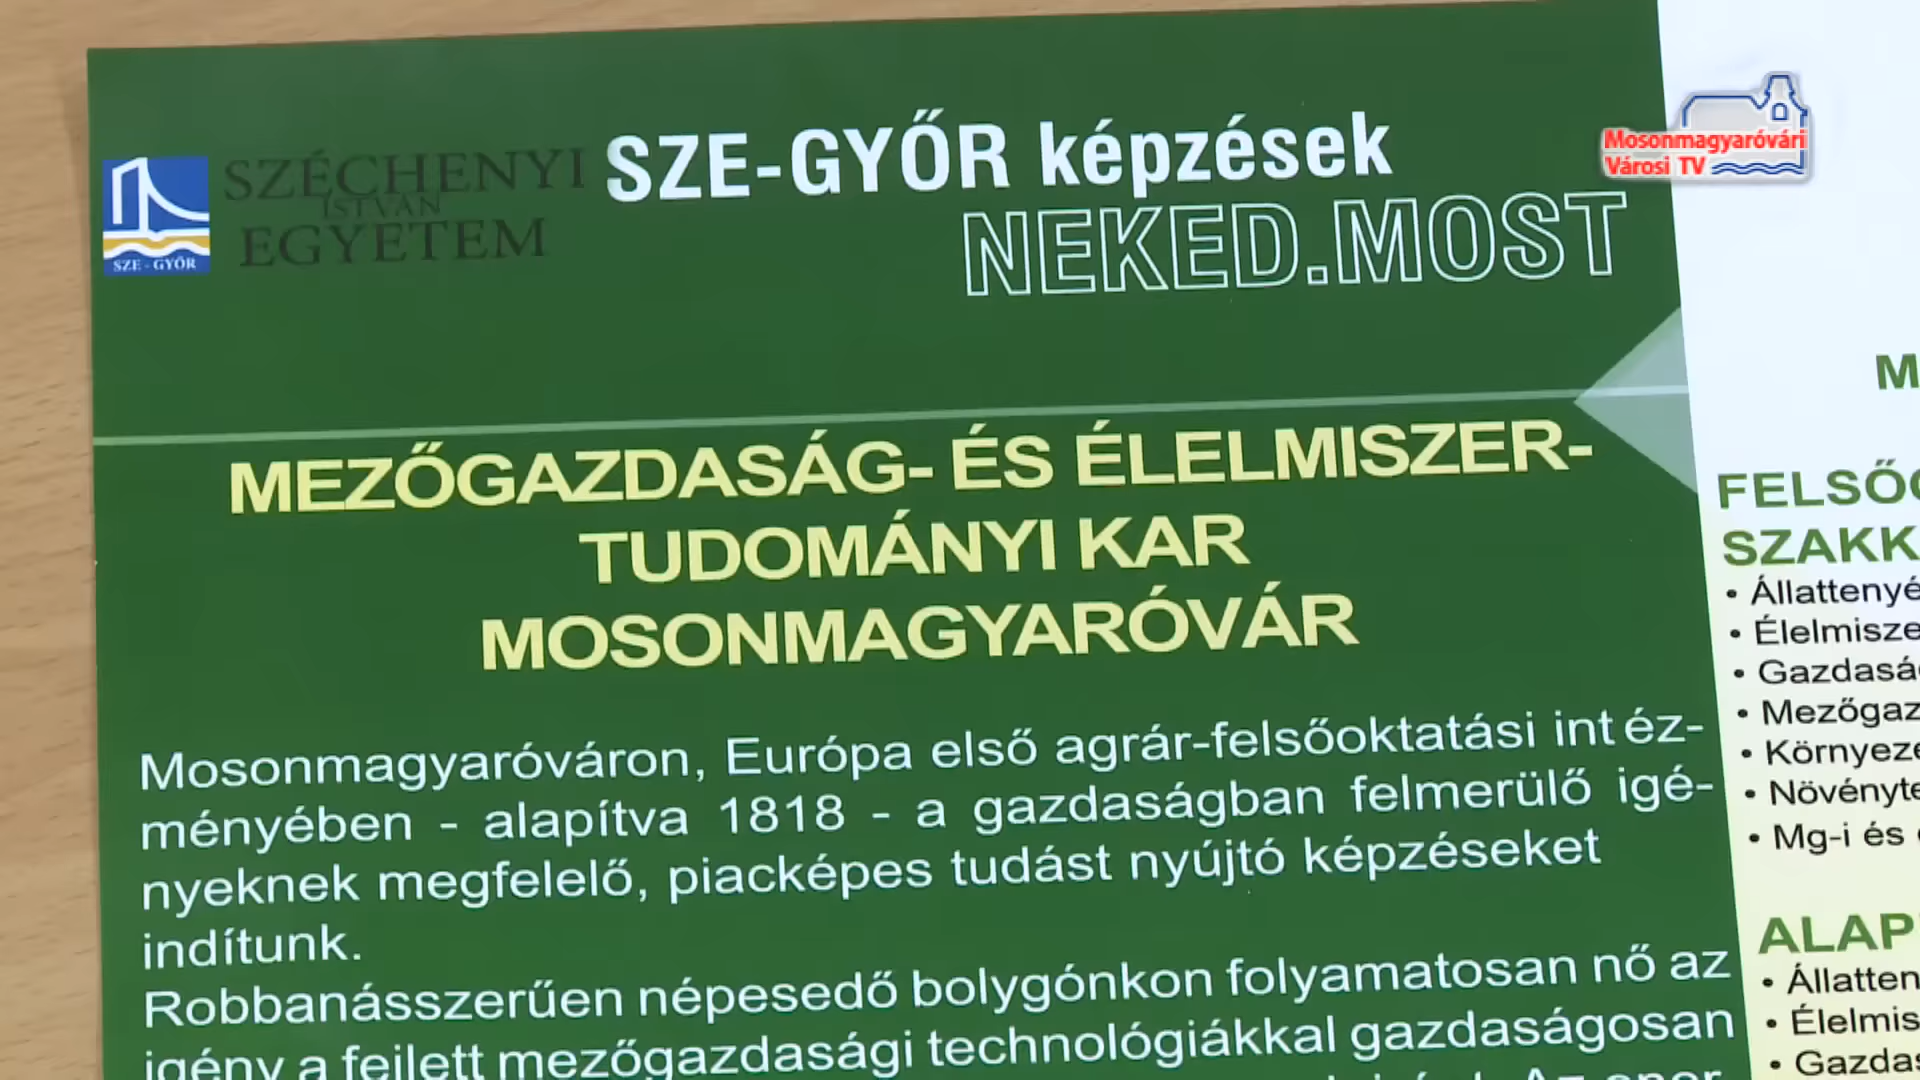 SZÉCHENYI
ISTVÁN
EGYETEM
SZE - GYŐR
SZE-GYŐR képzések
NEKED.MOST
Mosonmagyaróvári
Városi TV
MEZŐGAZDASÁG- ÉS ÉLELMISZER-
TUDOMÁNYI KAR
MOSONMAGYARÓVÁR
Mosonmagyaróváron, Európa első agrár-felsőoktatási intéz-
ményében - alapítva 1818 - a gazdaságban felmerülő igé-
nyeknek megfelelő, piacképes tudást nyújtó képzéseket
indítunk.
Robbanásszerűen népesedő bolygónkon folyamatosan nő az
igény a fejlett mezőgazdasági technológiákkal gazdaságosan
M
FELSŐ
SZAKK
• Állattenyé
• Élelmisze
• Gazdasá
• Mezőgaz
• Környeze
• Növényte
• Mg-i és
ALAP
• Állatten
• Élelmis
• Gazdas